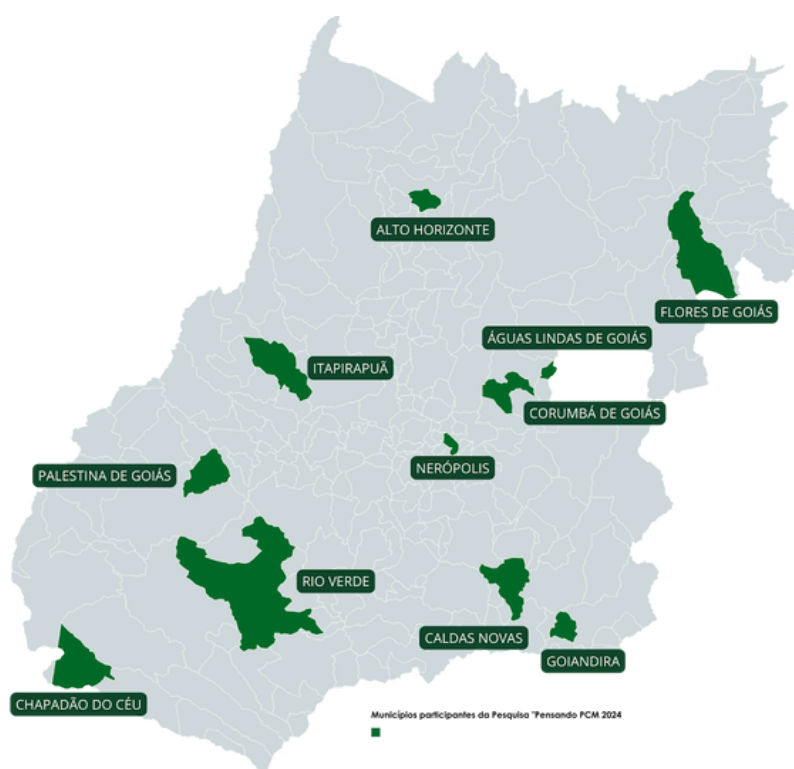 ALTO HORIZONTE
FLORES DE GOIÁS
ÁGUAS LINDAS DE GOIÁS
ITAPIRAPUÃ
CORUMBÁ DE GOIÁS
NERÓPOLIS
PALESTINA DE GOIÁS
RIO VERDE
CALDAS NOVAS
GOIANDIRA
CHAPADÃO DO CÉU
Municípios participantes da Pesquisa "Pensando PCM 2024